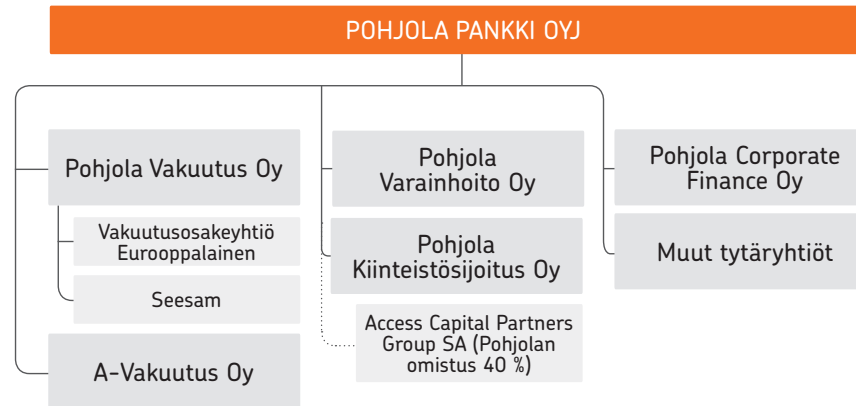 POHJOLA PANKKI OYJ
Pohjola Vakuutus Oy
Vakuutusosakeyhtiö
Eurooppalainen
Seesam
A-Vakuutus Oy
Pohjola
Varainhoito Oy
Pohjola
Kiinteistösijoitus Oy
Access Capital Partners
Group SA (Pohjolan
omistus 40 %)
Pohjola Corporate
Finance Oy
Muut tytäryhtiöt